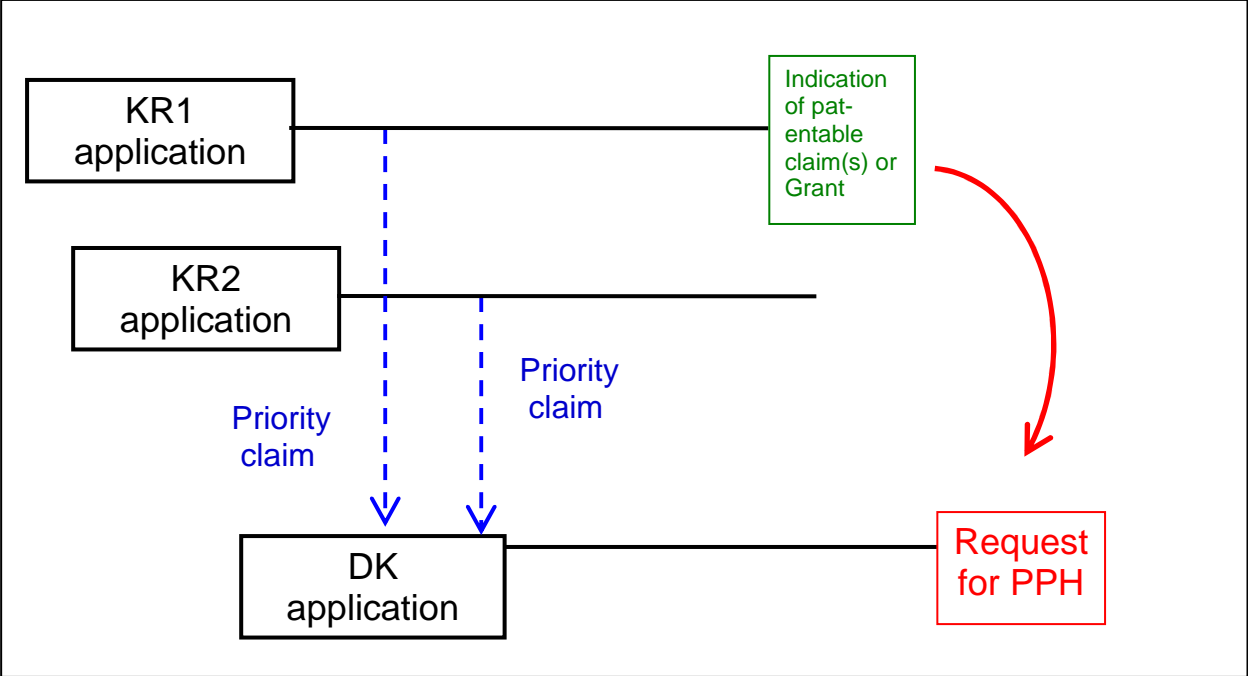 KR1
application
Indication
of pat-
entable
claim(s) or
Grant
KR2
application
Priority
claim
Priority
claim
DK
application
Request
for PPH